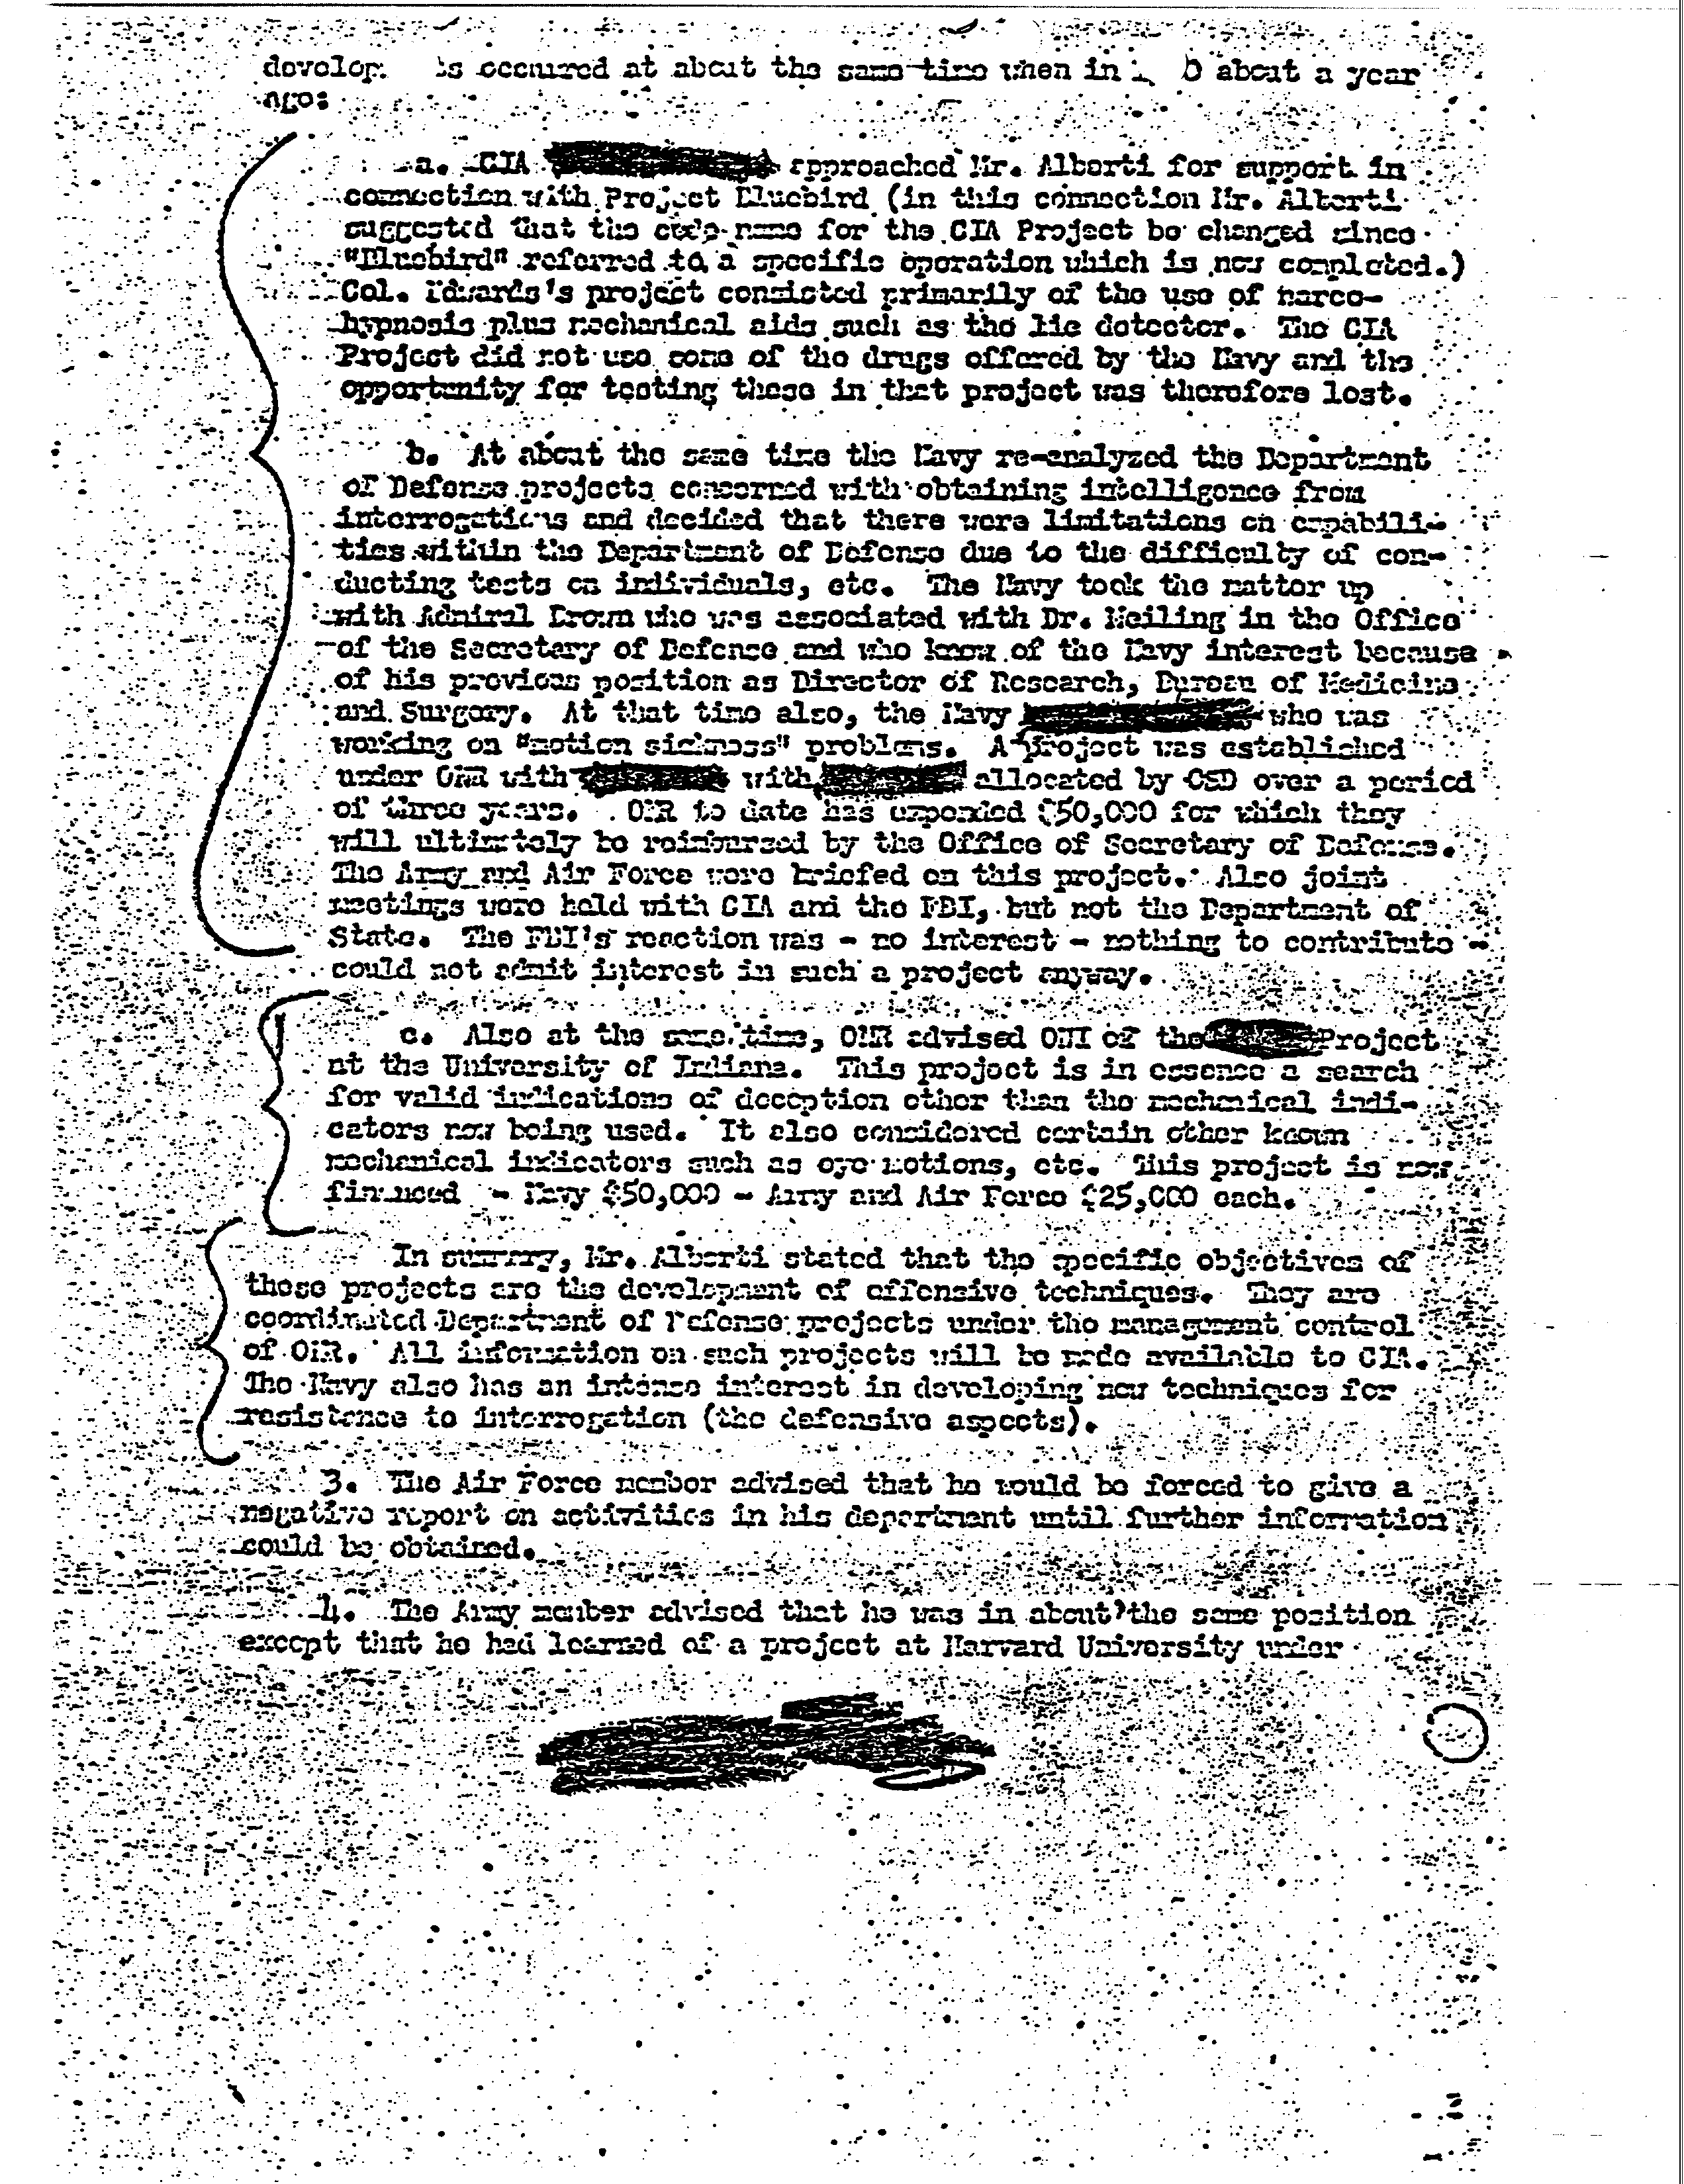 develop is occured at about the same time when in about a year
ago:
a. CIA approached Mr. Alberti for support in
connection with Project Bluebird (in this connection Mr. Alberti
suggested that the code name for the CIA Project be changed since
"Bluebird" referred to a specific operation which is now completed.)
Col. Edwards's project consisted primarily of the use of narco-
hypnosis plus mechanical aids such as the lie detector. The CIA
Project did not use some of the drugs offered by the Navy and the
opportunity for testing these in that project was therefore lost.
b. At about the same time the Navy re-analyzed the Department
of Defense projects concerned with obtaining intelligence from
interrogations and decided that there were limitations on capabili-
ties within the Department of Defense due to the difficulty of con-
ducting tests on individuals, etc. The Navy took the matter up
with Admiral Brown who was associated with Dr. Meiling in the Office
of the Secretary of Defense and who knew of the Navy interest because
of his previous position as Director of Research, Bureau of Medicine
and Surgery. At that time also, the Navy who was
working on "motion sickness" problems. A project was established
under ONR with with allocated by OSD over a period
of three years. ONR to date has expended $50,000 for which they
will ultimately be reimbursed by the Office of Secretary of Defense.
The Army and Air Force were briefed on this project. Also joint
meetings were held with CIA and the FBI, but not the Department of
State. The FBI's reaction was - no interest - nothing to contribute -
could not admit interest in such a project anyway.
c. Also at the same time, ONR advised ONI of the Project
at the University of Indiana. This project is in essence a search
for valid indications of deception other than the mechanical indi-
cators now being used. It also considered certain other known
mechanical indicators such as eye motions, etc. This project is now
financed - Navy $50,000 - Army and Air Force $25,000 each.
In summary, Mr. Alberti stated that the specific objectives of
these projects are the development of offensive techniques. They are
coordinated Department of Defense projects under the management control
of ONR. All information on such projects will be made available to CIA.
The Navy also has an intense interest in developing new techniques for
resistance to interrogation (the defensive aspects).
3. The Air Force member advised that he would be forced to give a
negative report on activities in his department until further information
could be obtained.
4. The Army member advised that he was in about the same position
except that he had learned of a project at Harvard University under